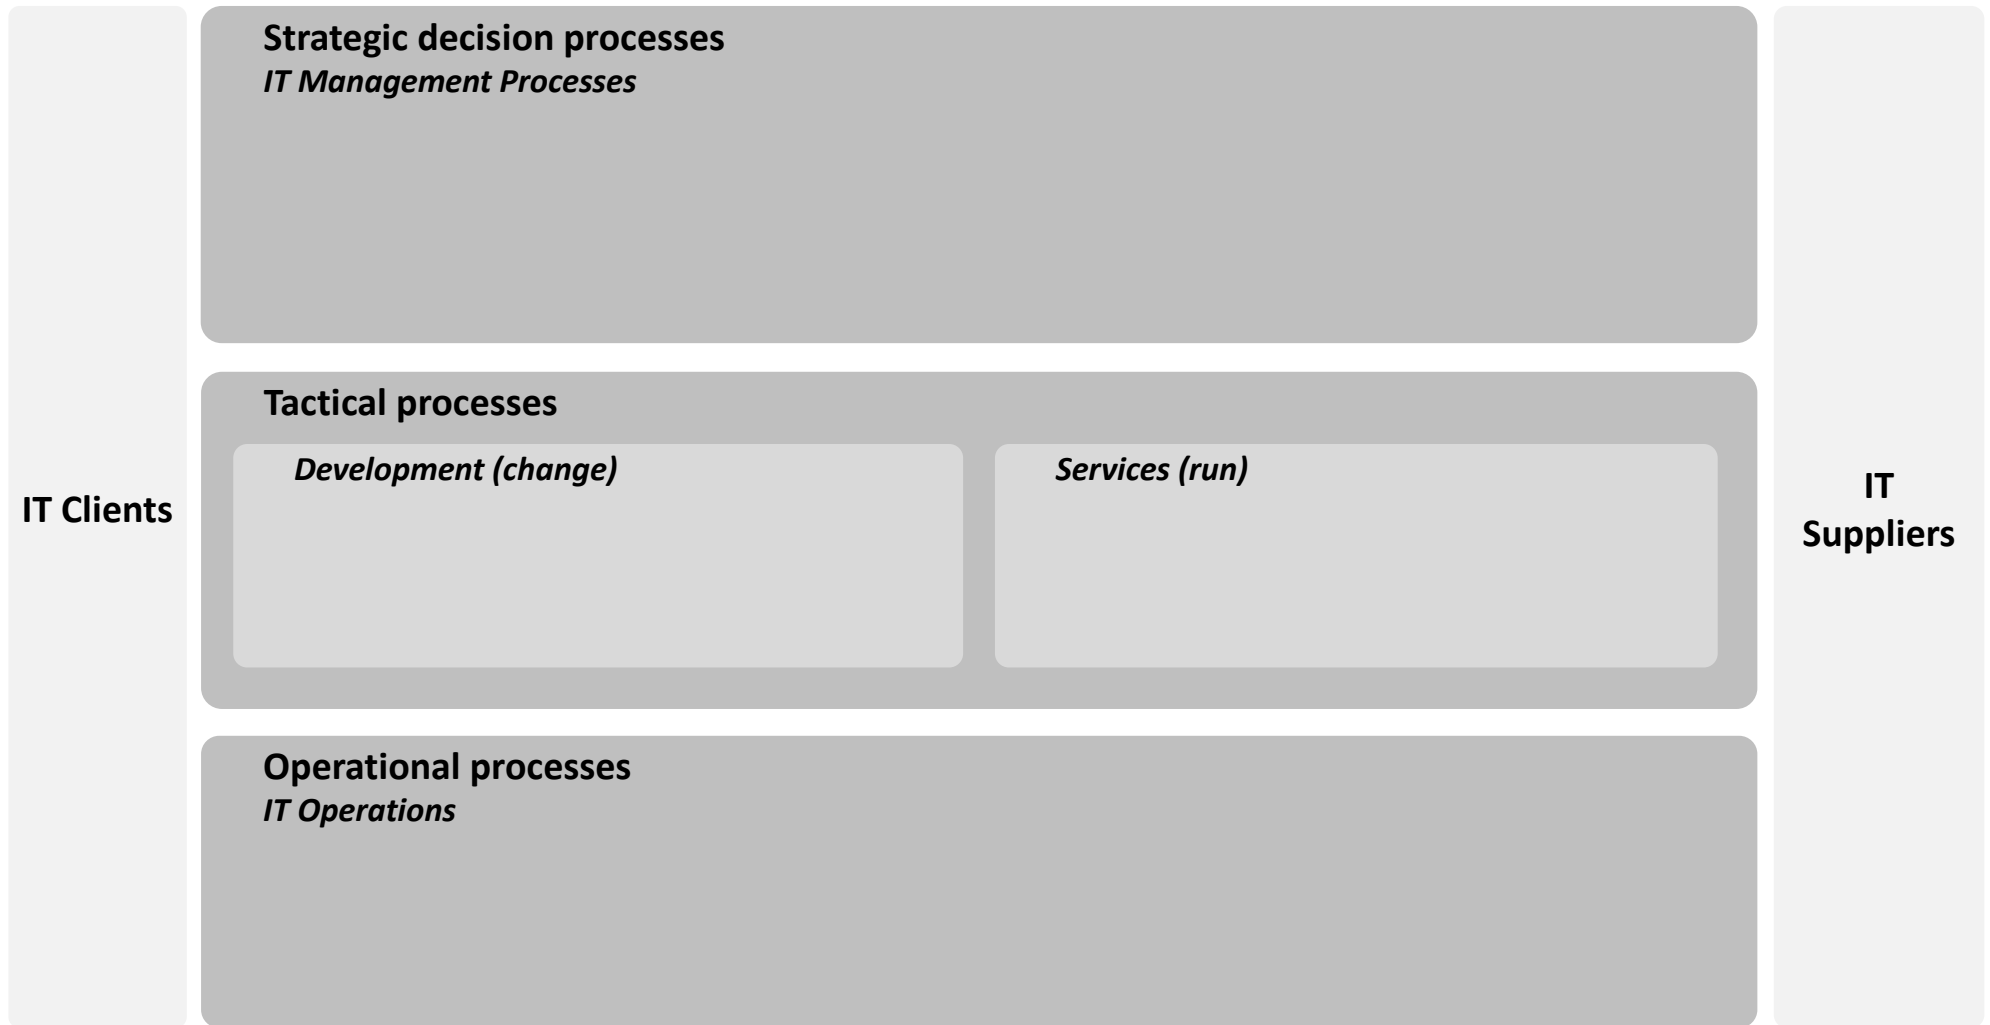 Strategic decision processes
IT Management Processes
Tactical processes
Development (change)
Services (run)
IT Clients
IT
Suppliers
Operational processes
IT Operations